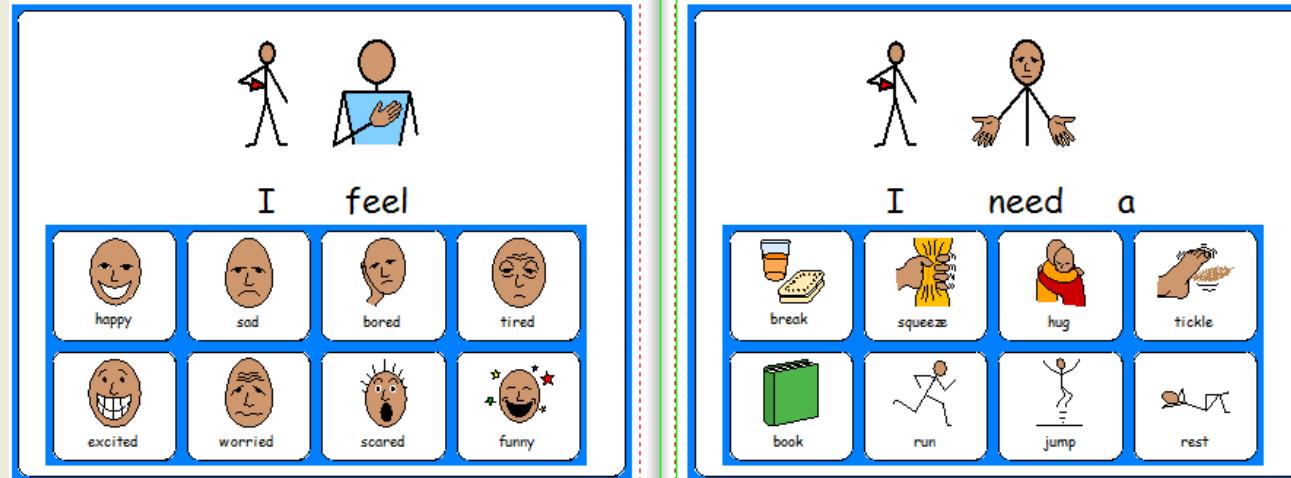 I feel
happy sad bored tired
excited worried scared funny
I need a
break squeeze hug tickle
book run jump rest